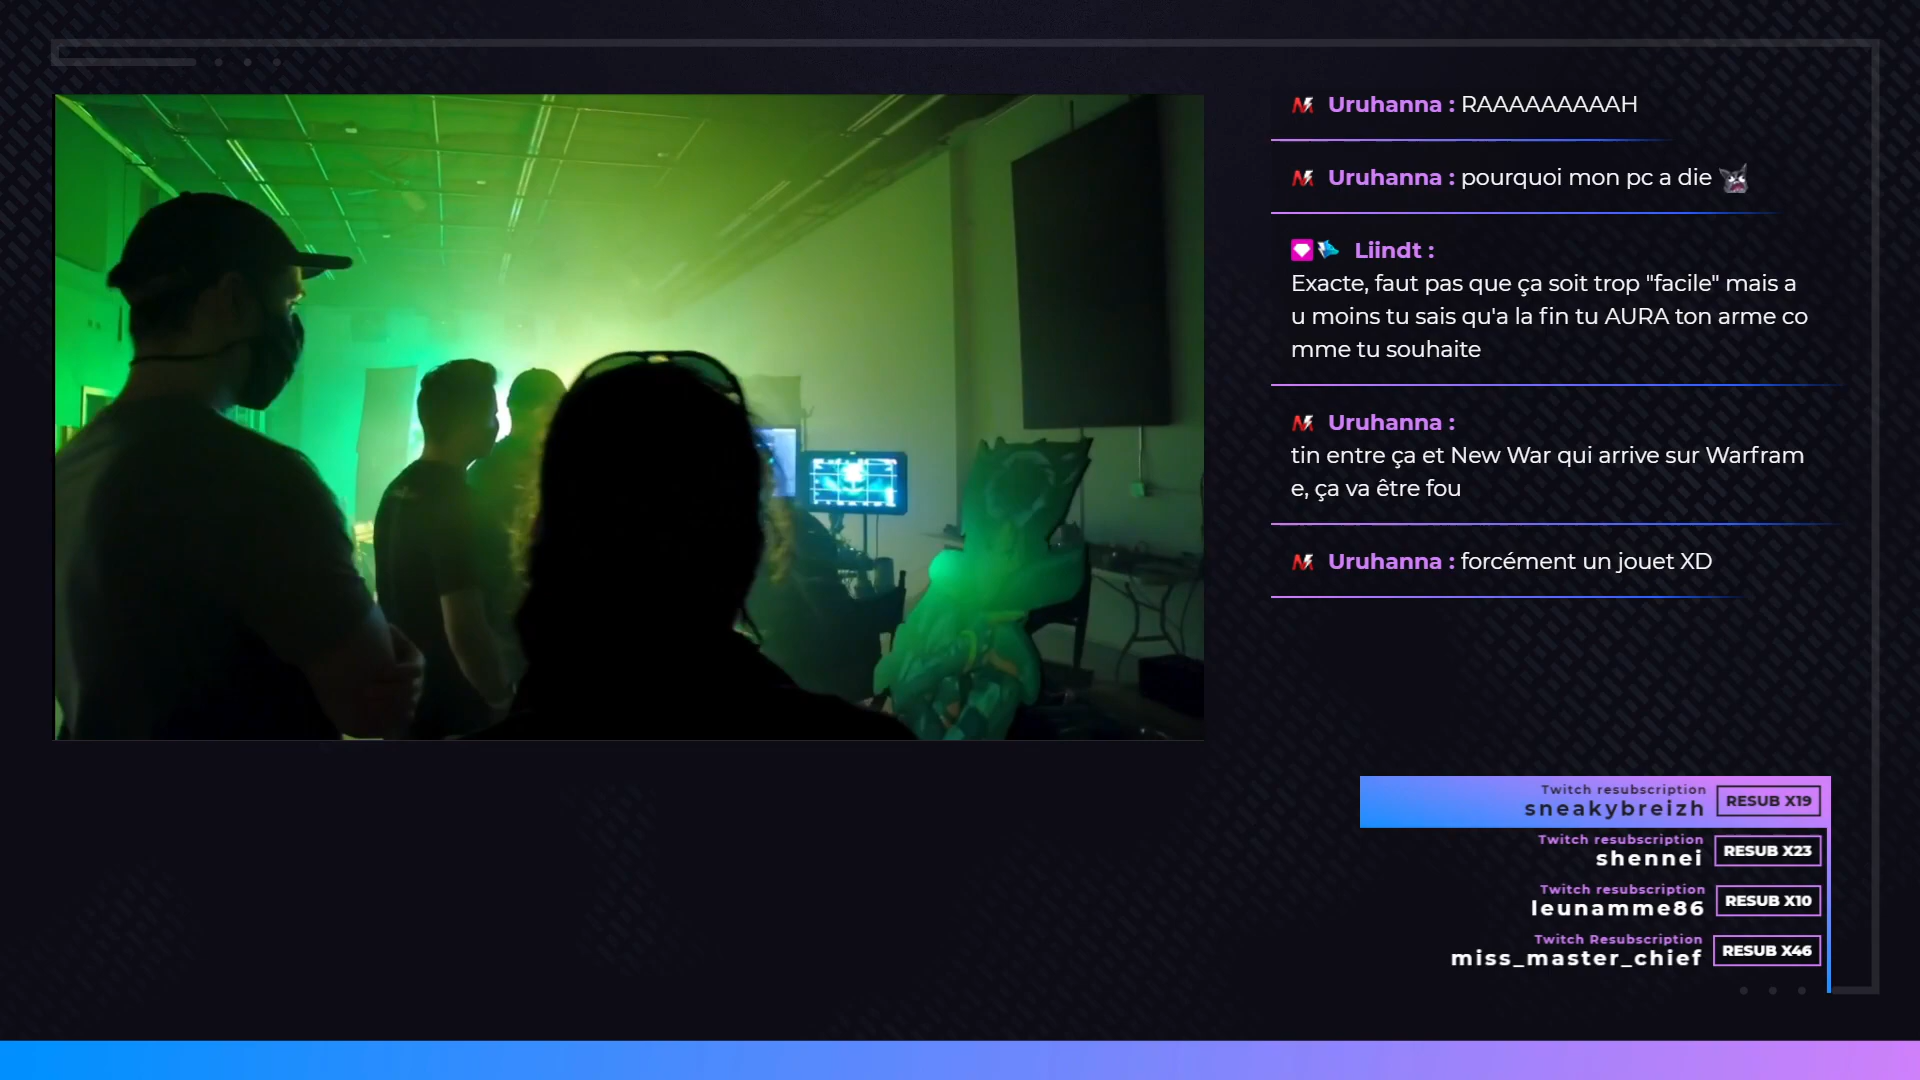 Uruhanna : RAAAAAAAAAH
Uruhanna : pourquoi mon pc a die
Liindt :
Exacte, faut pas que ça soit trop "facile" mais a
u moins tu sais qu'a la fin tu AURA ton arme co
mme tu souhaite
Uruhanna :
tin entre ça et New War qui arrive sur Warfram
e, ça va être fou
Uruhanna : forcément un jouet XD
Twitch resubscription
sneakybreizh RESUB X19
Twitch resubscription
shennei RESUB X23
Twitch resubscription
leunamme86 RESUB X10
Twitch Resubscription
miss_master_chief RESUB X46